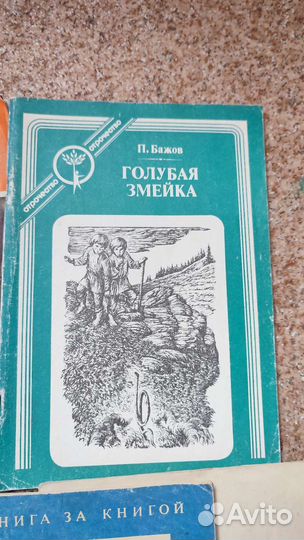 отрочество
отрочество
П. Бажов
ГОЛУБАЯ
ЗМЕЙКА
НИГА ЗА КНИГОЙ
Avito